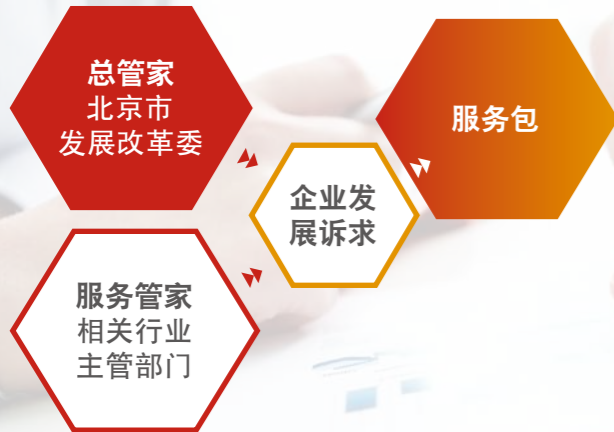 总管家
北京市
发展改革委
服务管家
相关行业
主管部门
企业发
展诉求
服务包